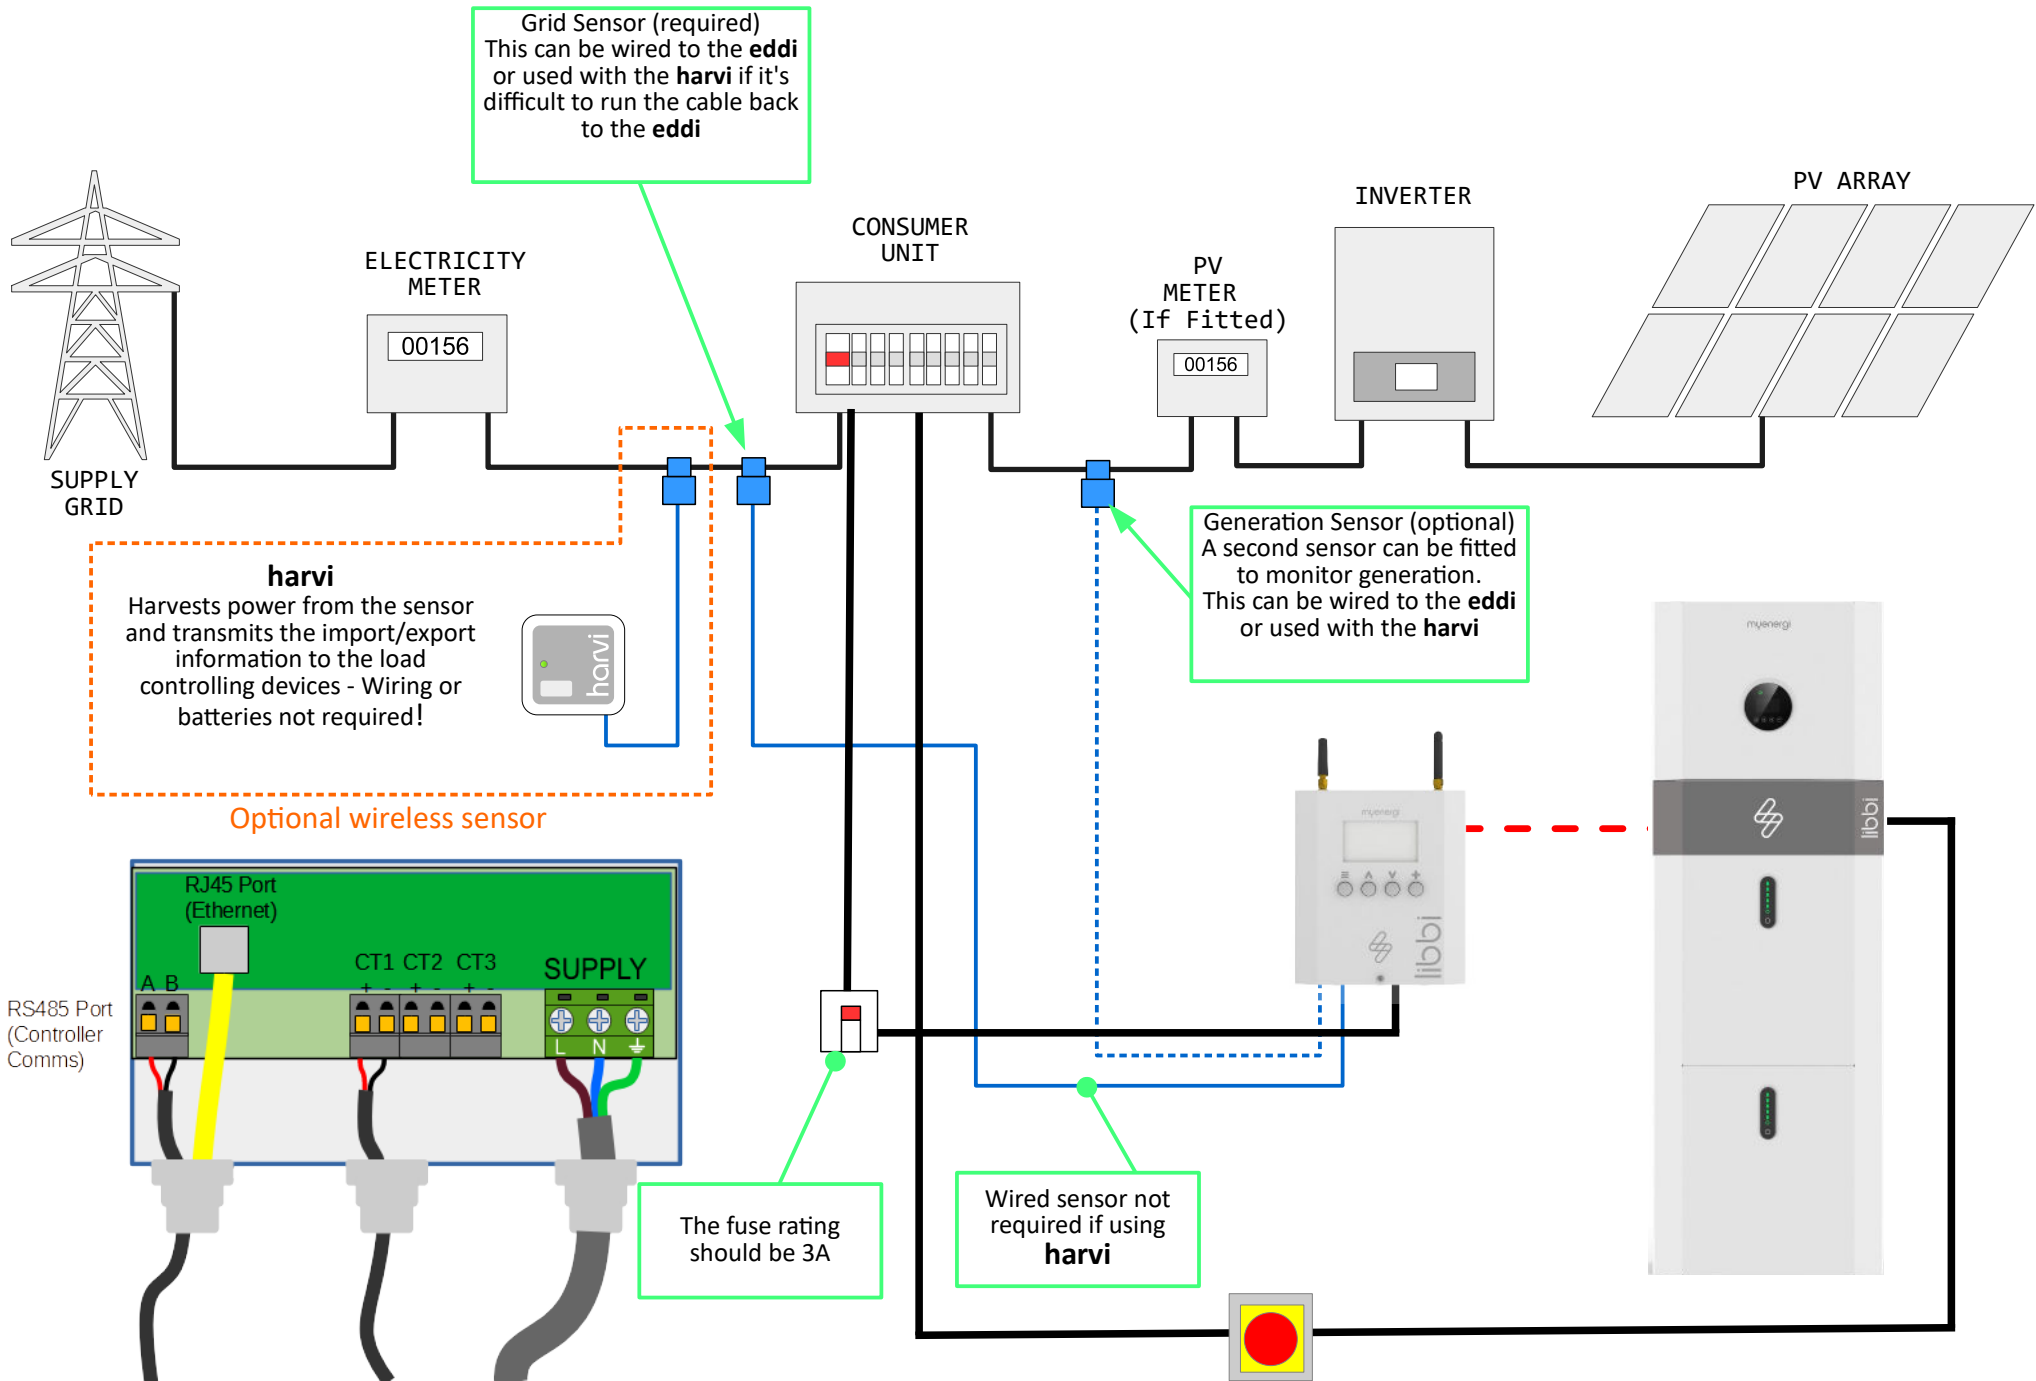 Grid Sensor (required)
This can be wired to the eddi
or used with the harvi if it's
difficult to run the cable back
to the eddi
SUPPLY
GRID
ELECTRICITY
METER
00156
CONSUMER
UNIT
PV
METER
(If Fitted)
00156
INVERTER
PV ARRAY
harvi
Harvests power from the sensor
and transmits the import/export
information to the load
controlling devices - Wiring or
batteries not required!
harvi
Optional wireless sensor
Generation Sensor (optional)
A second sensor can be fitted
to monitor generation.
This can be wired to the eddi
or used with the harvi
myenergi
libbi
myenergi
libbi
RJ45 Port
(Ethernet)
A B
CT1 CT2 CT3
+ - + - + -
SUPPLY
L N
RS485 Port
(Controller
Comms)
The fuse rating
should be 3A
Wired sensor not
required if using
harvi